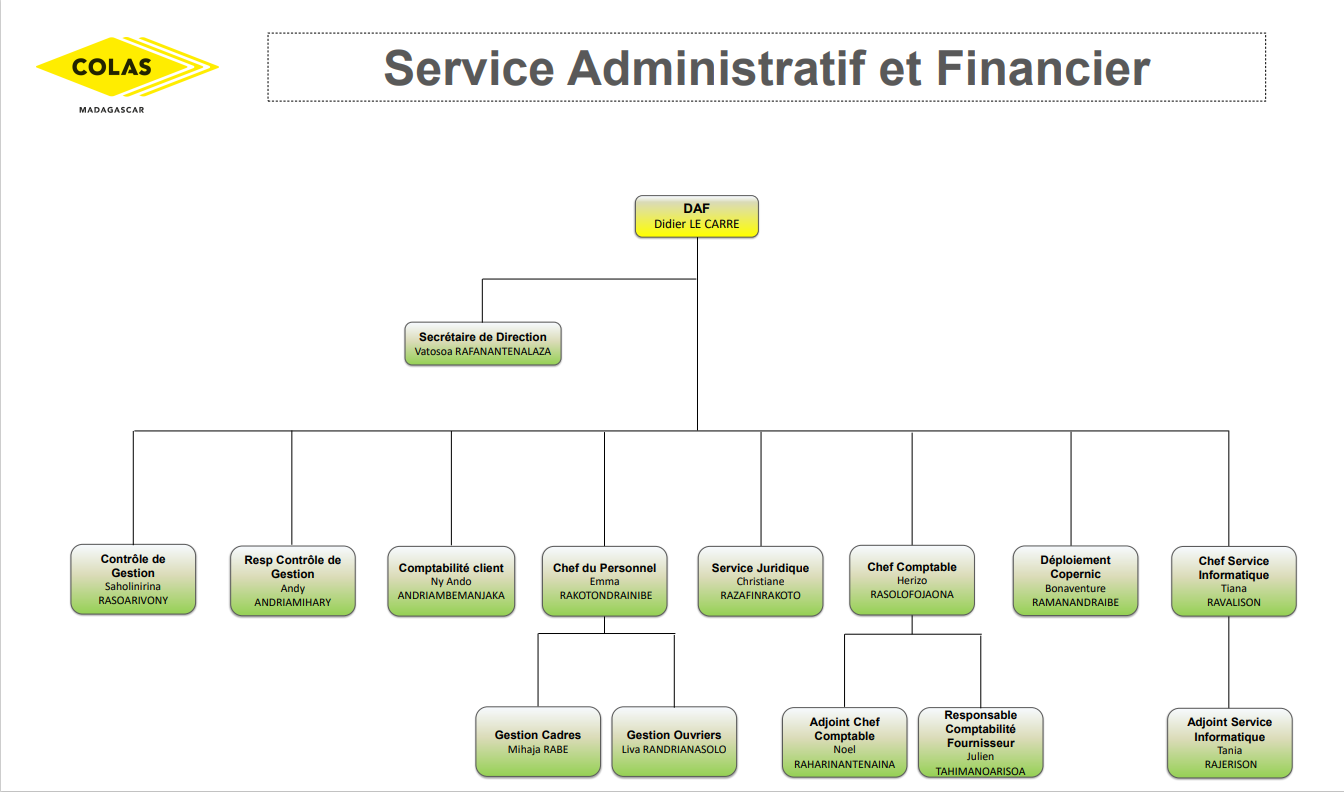 COLAS
MADAGASCAR
Service Administratif et Financier
DAF
Didier LE CARRE
Secrétaire de Direction
Vatosoa RAFANANTENALAZA
Contrôle de
Gestion
Saholinirina
RASOARIVONY
Resp Contrôle de
Gestion
Andy
ANDRIAMIHARY
Comptabilité client
Ny Ando
ANDRIAMBEMANJAKA
Chef du Personnel
Emma
RAKOTONDRAINIBE
Service Juridique
Christiane
RAZAFINRAKOTO
Chef Comptable
Herizo
RASOLOFOJAONA
Déploiement
Copernic
Bonaventure
RAMANANDRAIBE
Chef Service
Informatique
Tiana
RAVALISON
Gestion Cadres
Mihaja RABE
Gestion Ouvriers
Liva RANDRIANASOLO
Adjoint Chef
Comptable
Noel
RAHARINANTENAINA
Responsable
Comptabilité
Fournisseur
Julien
TAHIMANOARISOA
Adjoint Service
Informatique
Tania
RAJERISON